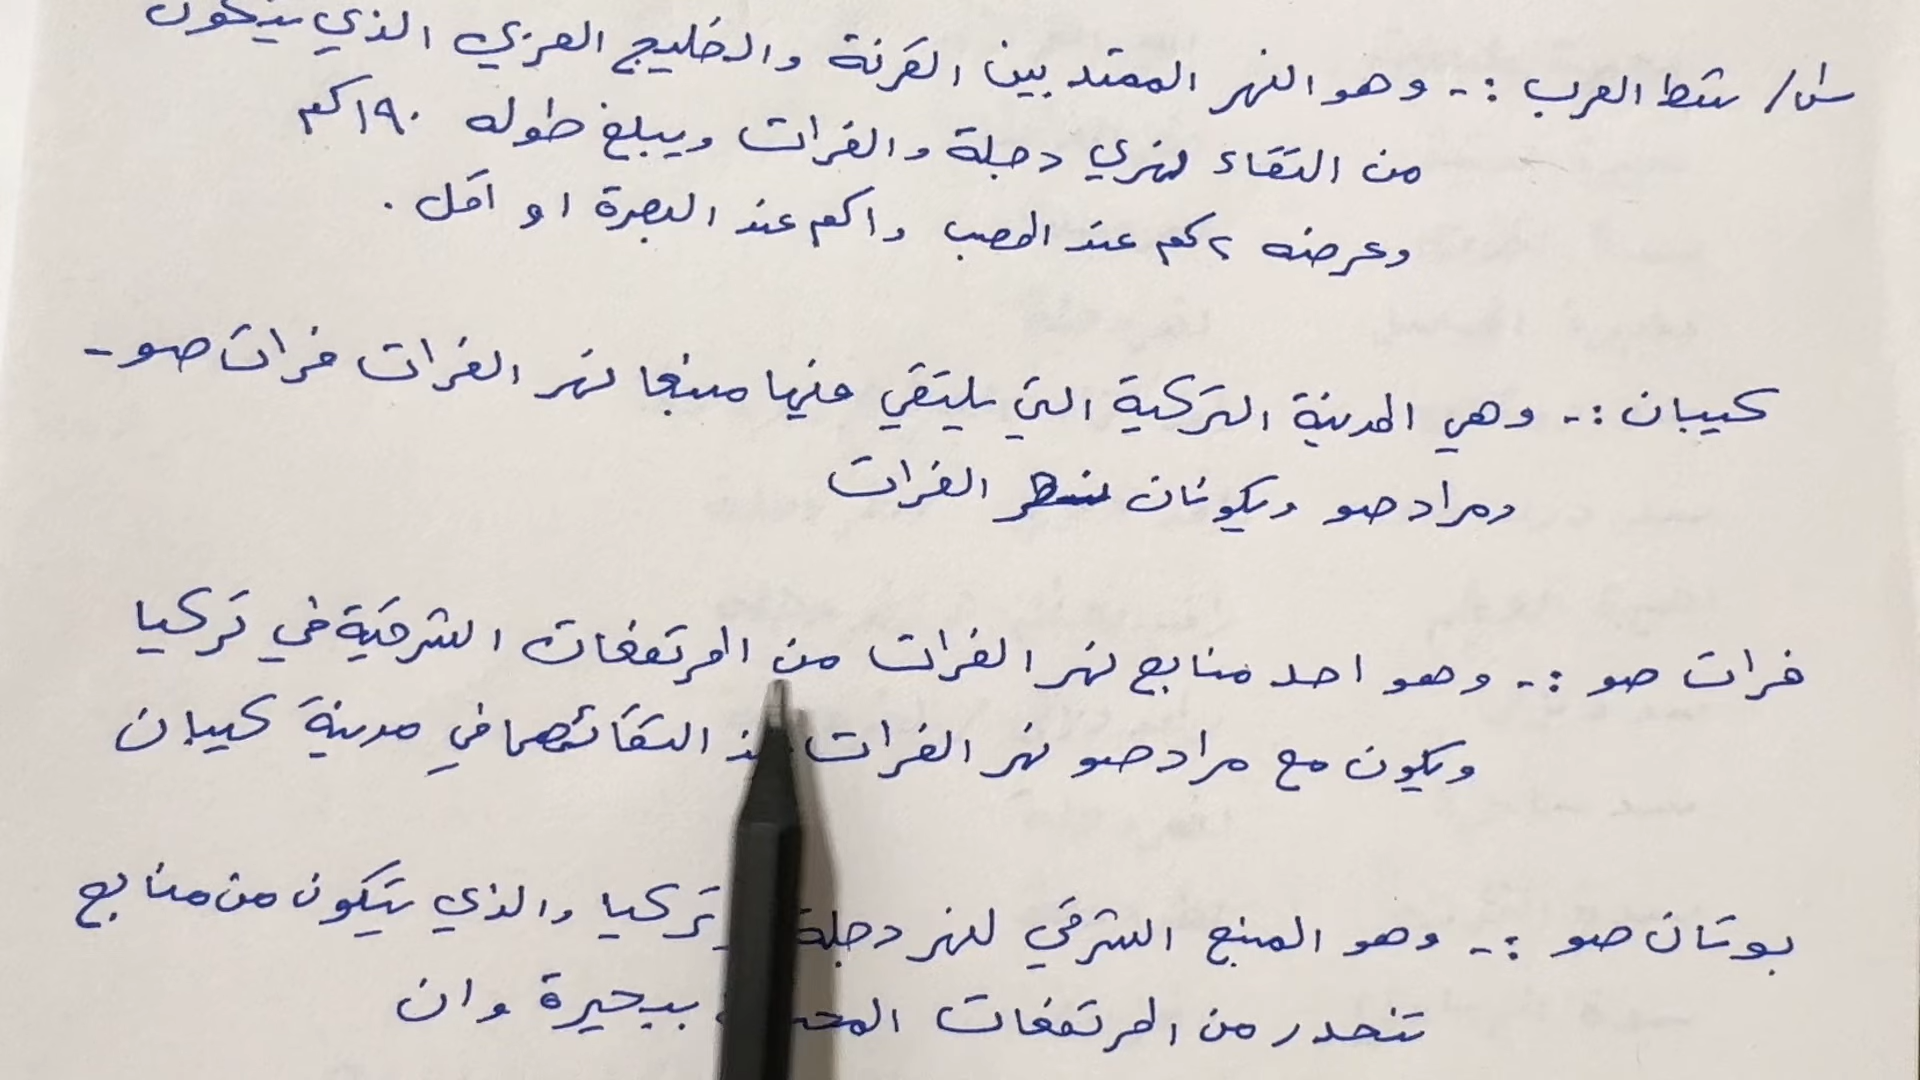 س١/ شط العرب :- وهو النهر الممتد بين القرنة والخليج العربي الذي يتكون
من التقاء نهري دجلة والفرات ويبلغ طوله ١٩٠كم
وعرضه ٢كم عند المصب و١كم عند البصرة او اقل .
كيبان :- وهي المدينة التركية التي يلتقي فيها منبعا نهر الفرات فرات صو -
ومراد صو ويكونان نهر الفرات
فرات صو :- وهو احد منابع نهر الفرات من المرتفعات الشرقية في تركيا
ويكون مع مراد صو نهر الفرات التقائهما في مدينة كيبان
بوتان صو :- وهو المنبع الشرقي لنهر دجلة تركيا والذي يتكون من منابع
تنحدر من المرتفعات ببحيرة وان